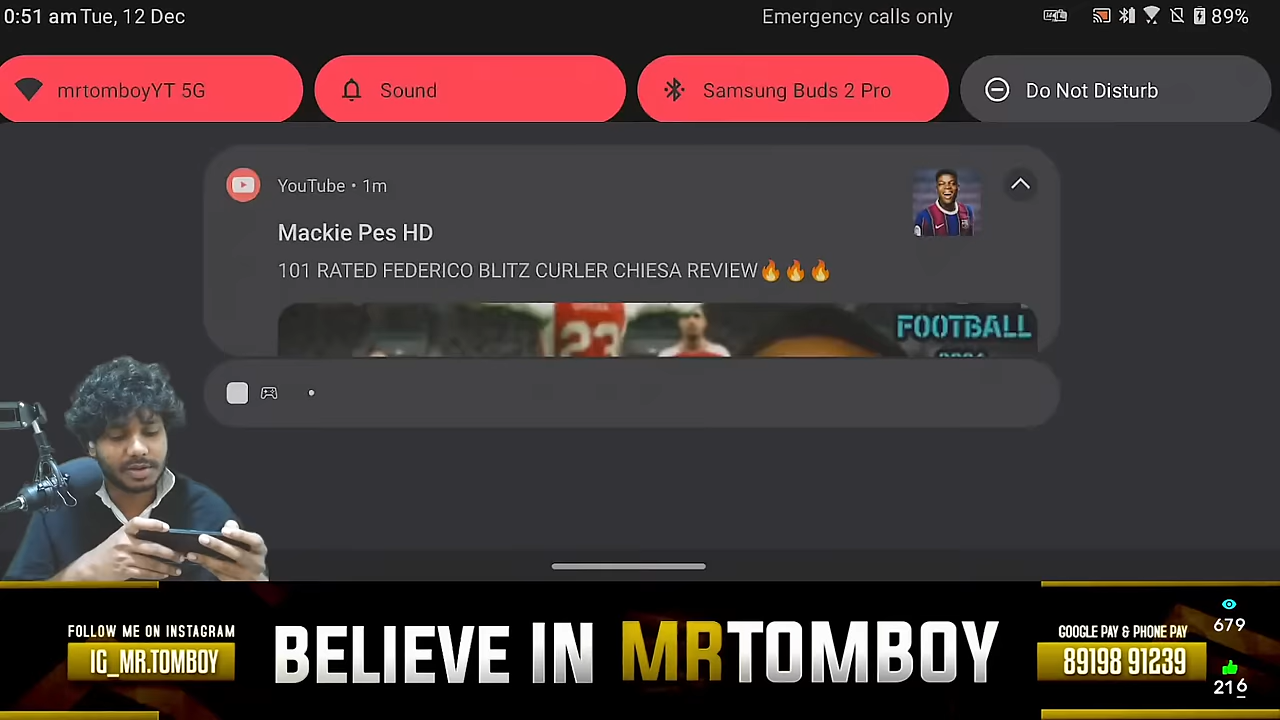 0:51 am Tue, 12 Dec
Emergency calls only
89%
mrtomboyYT 5G
Sound
Samsung Buds 2 Pro
Do Not Disturb
YouTube • 1m
Mackie Pes HD
101 RATED FEDERICO BLITZ CURLER CHIESA REVIEW🔥🔥🔥
23
FOOTBALL
FOLLOW ME ON INSTAGRAM
IG_MR.TOMBOY
BELIEVE IN MRTOMBOY
GOOGLE PAY & PHONE PAY
89198 91239
679
216